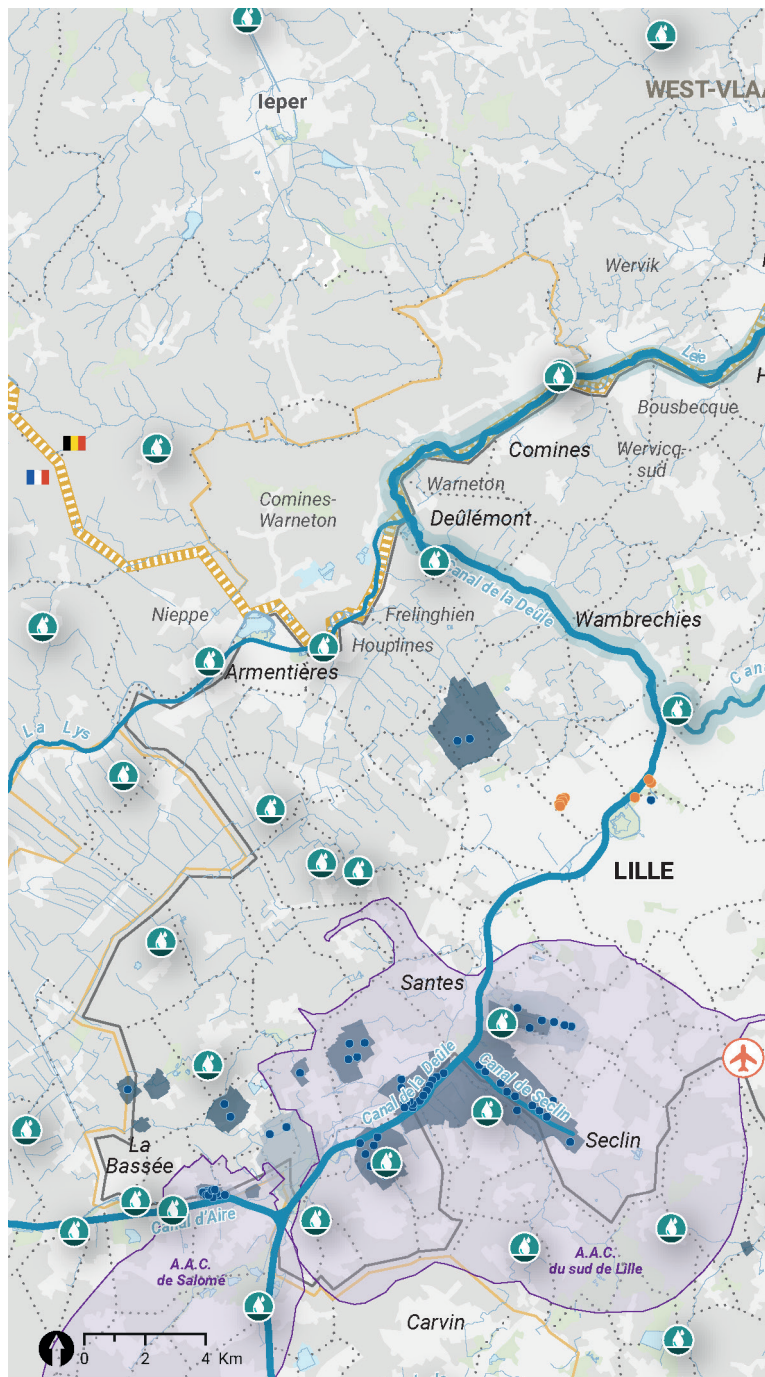 Ieper
WEST-VLAA
Wervik
Leie
H
Bousbecque
Comines
Wervicq-
sud
Warneton
Comines-
Warneton
Deûlémont
Canal de la Deûle
Nieppe
Frelinghien
Wambrechies
Houplines
Armentières
Cana
La Lys
LILLE
Santes
Canal de la Deûle
Canal de Seclin
Seclin
La
Bassée
Canal d'Aire
A.A.C.
de Salomé
A.A.C.
du sud de Lille
Carvin
0 2 4 Km